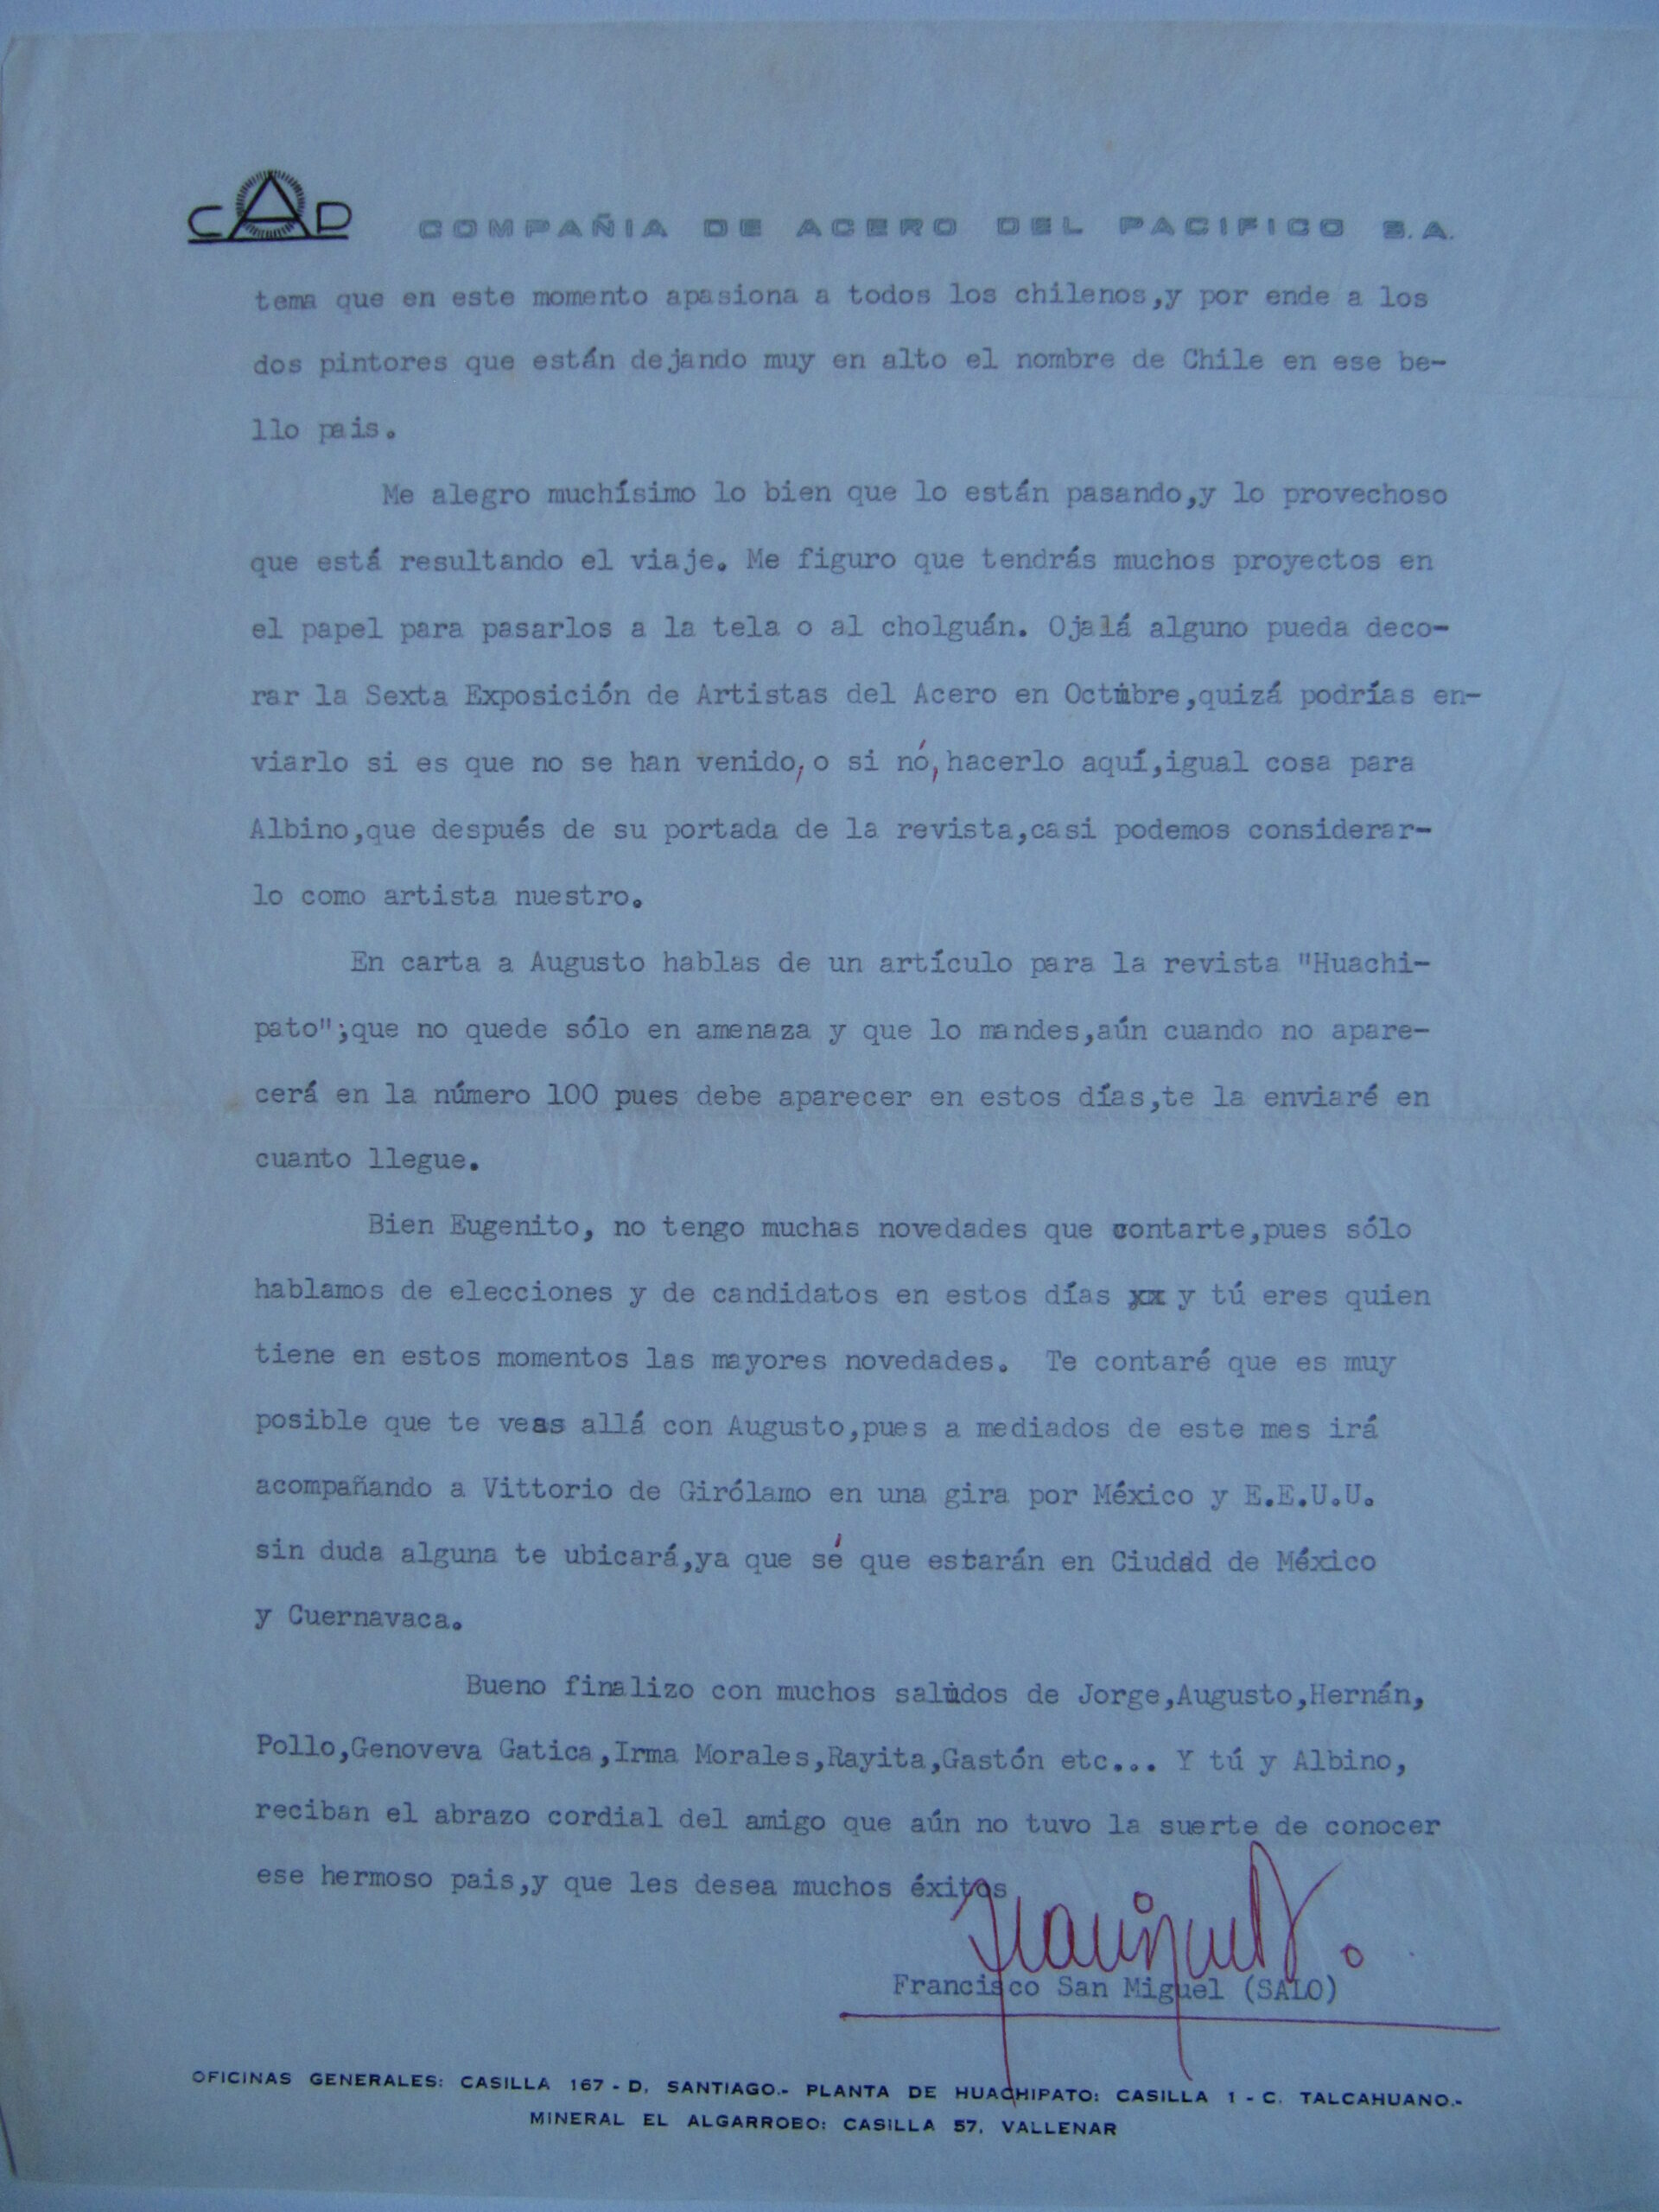 CAP COMPAÑIA DE ACERO DEL PACIFICO S.A.
tema que en este momento apasiona a todos los chilenos,y por ende a los
dos pintores que están dejando muy en alto el nombre de Chile en ese be-
llo pais.
Me alegro muchísimo lo bien que lo están pasando,y lo provechoso
que está resultando el viaje. Me figuro que tendrás muchos proyectos en
el papel para pasarlos a la tela o al cholguán. Ojalá alguno pueda deco-
rar la Sexta Exposición de Artistas del Acero en Octubre,quizá podrías en-
viarlo si es que no se han venido, o si nó, hacerlo aquí,igual cosa para
Albino,que después de su portada de la revista,casi podemos considerar-
lo como artista nuestro.
En carta a Augusto hablas de un artículo para la revista "Huachi-
pato";que no quede sólo en amenaza y que lo mandes,aún cuando no apare-
cerá en la número 100 pues debe aparecer en estos días,te la enviaré en
cuanto llegue.
Bien Eugenito, no tengo muchas novedades que contarte,pues sólo
hablamos de elecciones y de candidatos en estos días xx y tú eres quien
tiene en estos momentos las mayores novedades. Te contaré que es muy
posible que te veas allá con Augusto,pues a mediados de este mes irá
acompañando a Vittorio de Girólamo en una gira por México y E.E.U.U.
sin duda alguna te ubicará,ya que sé que estarán en Ciudad de México
y Cuernavaca.
Bueno finalizo con muchos saludos de Jorge,Augusto,Hernán,
Pollo,Genoveva Gatica,Irma Morales,Rayita,Gastón etc... Y tú y Albino,
reciban el abrazo cordial del amigo que aún no tuvo la suerte de conocer
ese hermoso pais,y que les desea muchos éxitos
Francisco San Miguel (SALO)
OFICINAS GENERALES: CASILLA 167 - D, SANTIAGO.- PLANTA DE HUACHIPATO: CASILLA 1 - C. TALCAHUANO.-
MINERAL EL ALGARROBO: CASILLA 57, VALLENAR